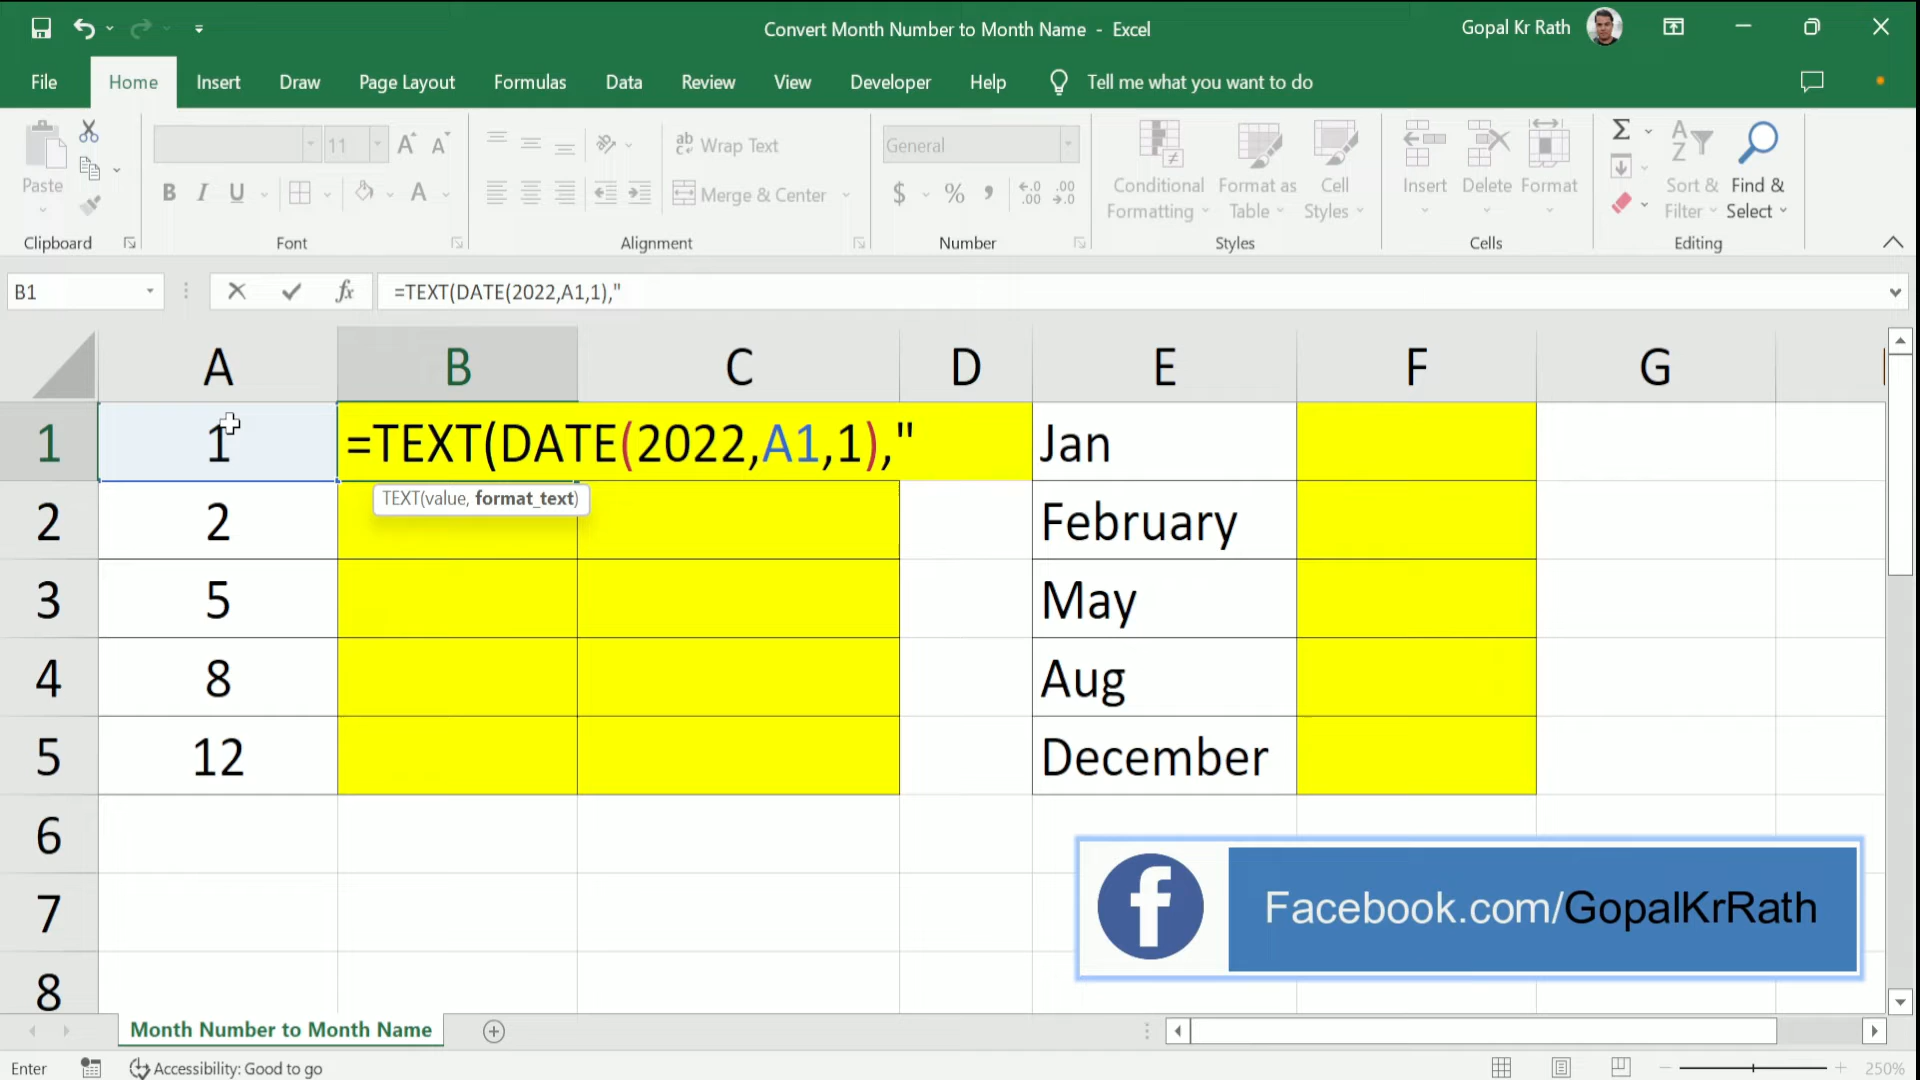 Convert Month Number to Month Name - Excel
Gopal Kr Rath
File Home Insert Draw Page Layout Formulas Data Review View Developer Help Tell me what you want to do
Paste
Clipboard
11
B I U
Font
Wrap Text
Merge & Center
Alignment
General
$ %
Number
Conditional Formatting
Format as Table
Cell Styles
Styles
Insert Delete Format
Cells
Sort & Filter
Find & Select
Editing
B1
fx
=TEXT(DATE(2022,A1,1),"
A B C D E F G
1 1 =TEXT(DATE(2022,A1,1)," Jan
TEXT(value, format_text)
2 2 February
3 5 May
4 8 Aug
5 12 December
6
7
8
Facebook.com/GopalKrRath
Month Number to Month Name
Enter
Accessibility: Good to go
250%